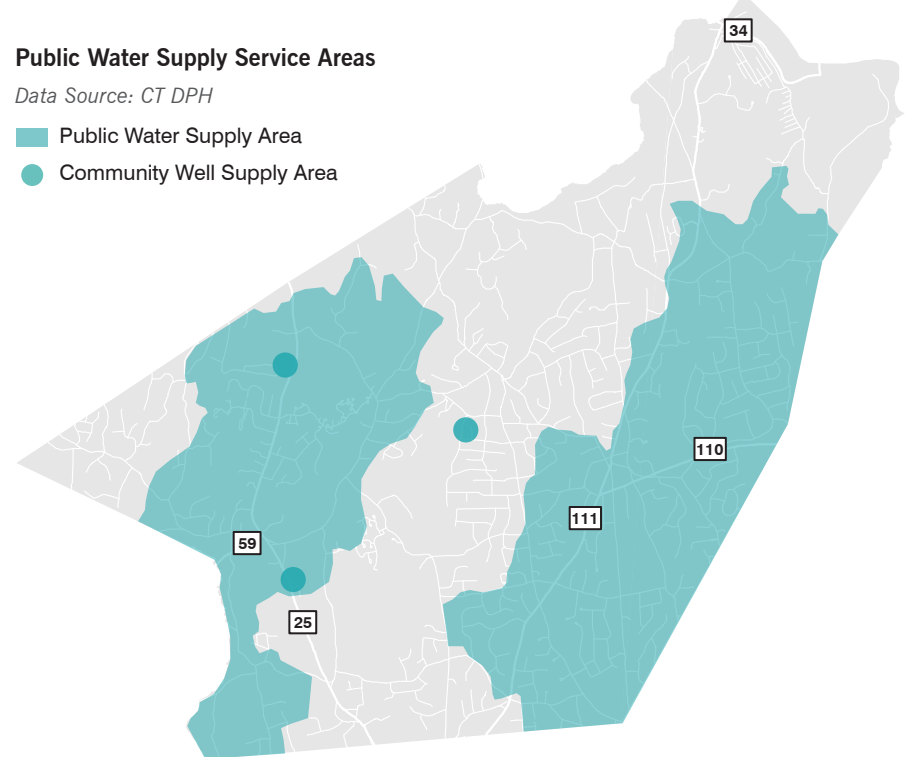 Public Water Supply Service Areas
Data Source: CT DPH
Public Water Supply Area
Community Well Supply Area
34
110
111
59
25